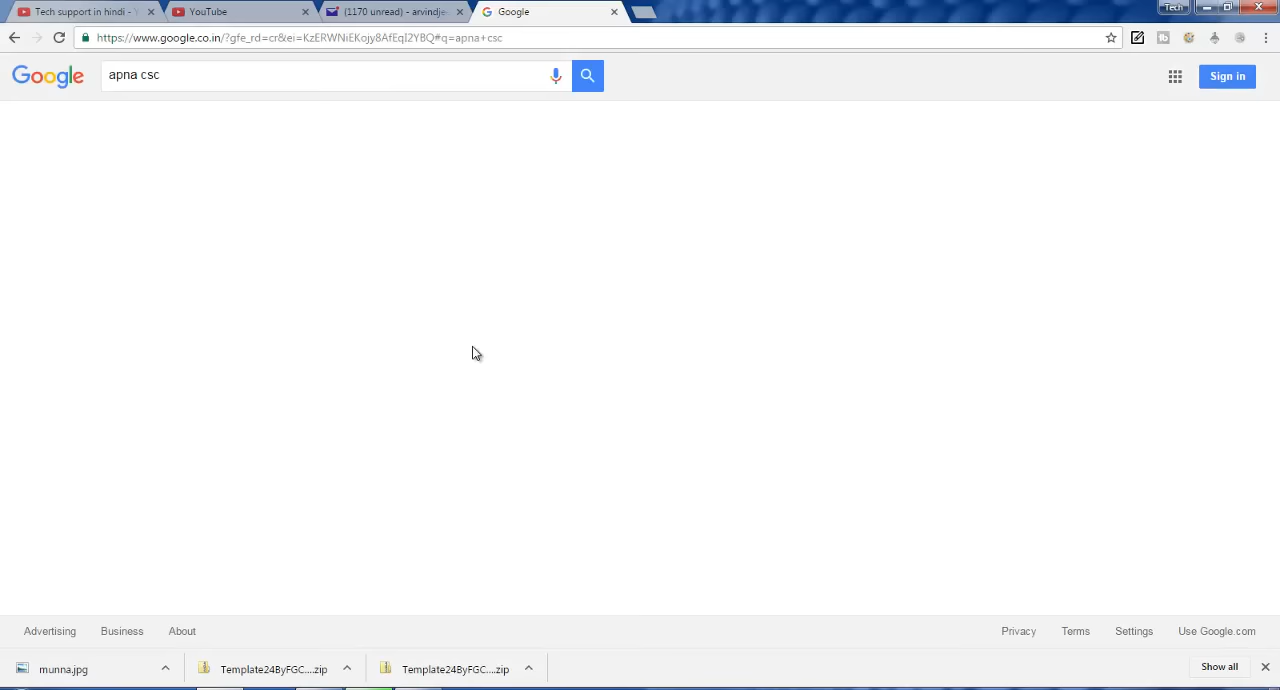 Tech support in hindi - Y
YouTube
(1170 unread) - arvindje
Google
Tech
https://www.google.co.in/?gfe_rd=cr&ei=KzERWNiEKojy8AfEqI2YBQ#q=apna+csc
Google
apna csc
Sign in
Advertising
Business
About
Privacy
Terms
Settings
Use Google.com
munna.jpg
Template24ByFGC....zip
Template24ByFGC....zip
Show all